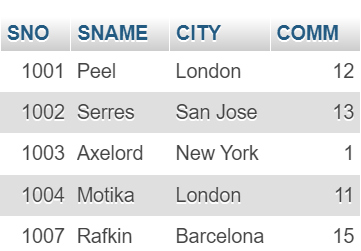 SNO SNAME CITY COMM
1001 Peel London 12
1002 Serres San Jose 13
1003 Axelord New York 1
1004 Motika London 11
1007 Rafkin Barcelona 15